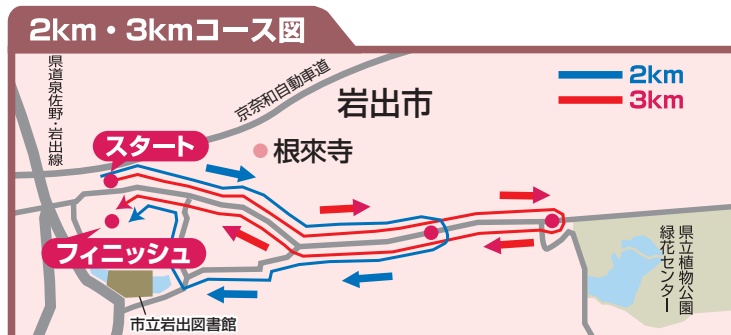 2km・3kmコース図
県道泉佐野・岩出線
京奈和自動車道
岩出市
2km
3km
スタート
根來寺
フィニッシュ
県立植物公園
緑花センター
市立岩出図書館